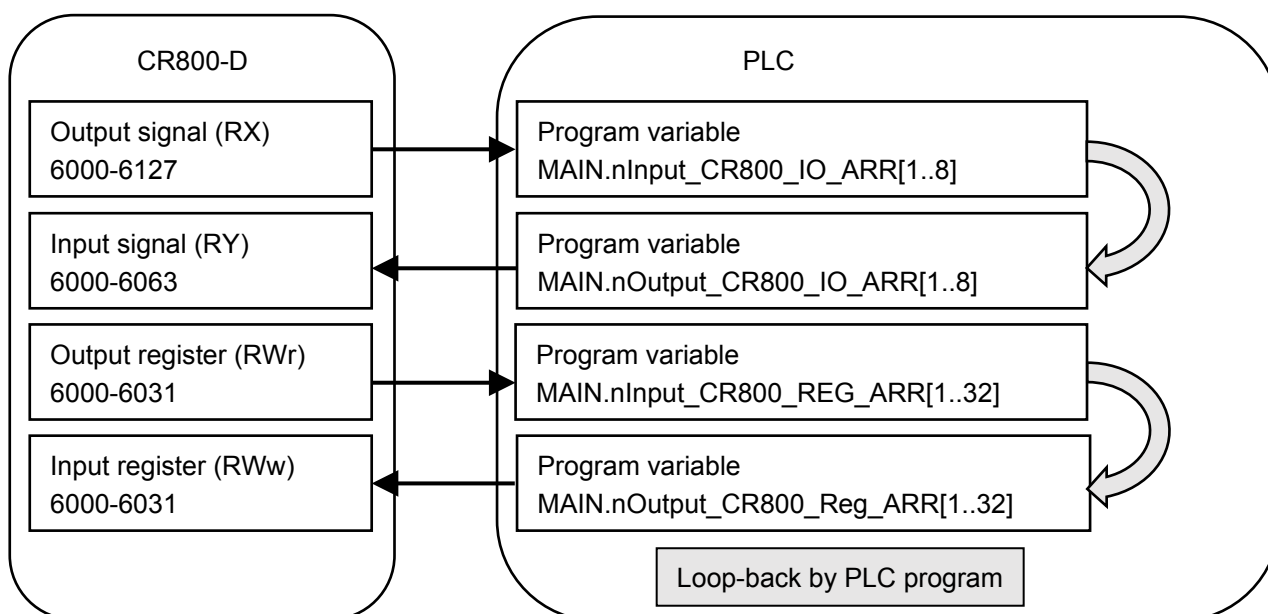 CR800-D
Output signal (RX)
6000-6127
Input signal (RY)
6000-6063
Output register (RWr)
6000-6031
Input register (RWw)
6000-6031
PLC
Program variable
MAIN.nInput_CR800_IO_ARR[1..8]
Program variable
MAIN.nOutput_CR800_IO_ARR[1..8]
Program variable
MAIN.nInput_CR800_REG_ARR[1..32]
Program variable
MAIN.nOutput_CR800_Reg_ARR[1..32]
Loop-back by PLC program